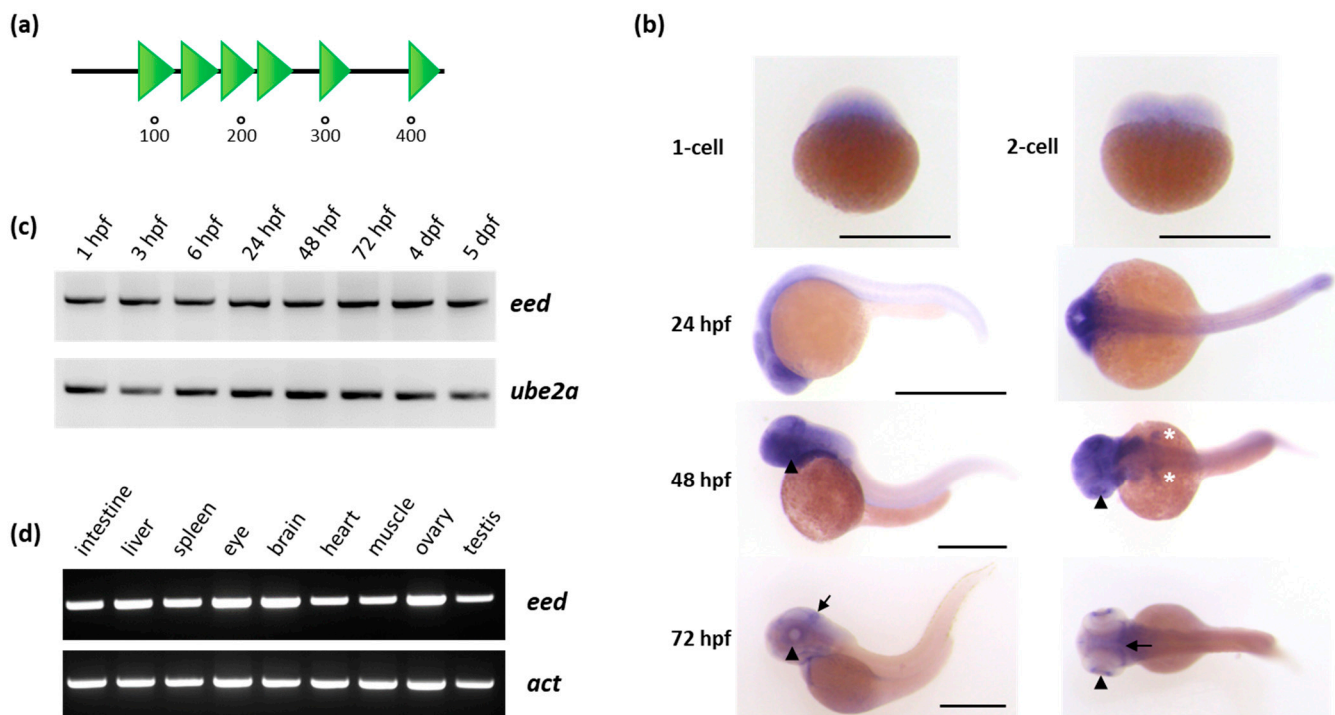 (a)
100 200 300 400
(b)
1-cell 2-cell
24 hpf
48 hpf
* *
72 hpf
(c)
1 hpf 3 hpf 6 hpf 24 hpf 48 hpf 72 hpf 4 dpf 5 dpf
eed
ube2a
(d)
intestine liver spleen eye brain heart muscle ovary testis
eed
act